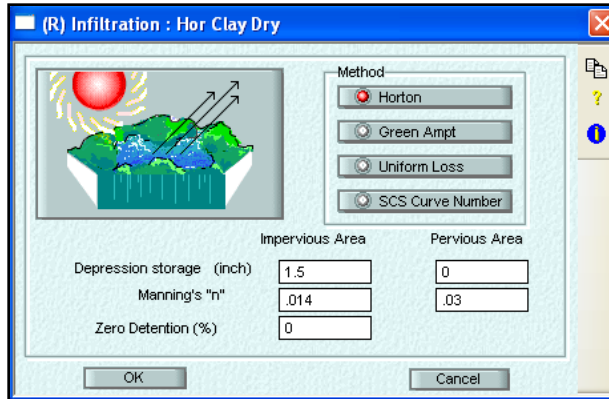 (R) Infiltration : Hor Clay Dry
Method
Horton
Green Ampt
Uniform Loss
SCS Curve Number
Impervious Area Pervious Area
Depression storage (inch) 1.5 0
Manning's "n" .014 .03
Zero Detention (%) 0
OK Cancel